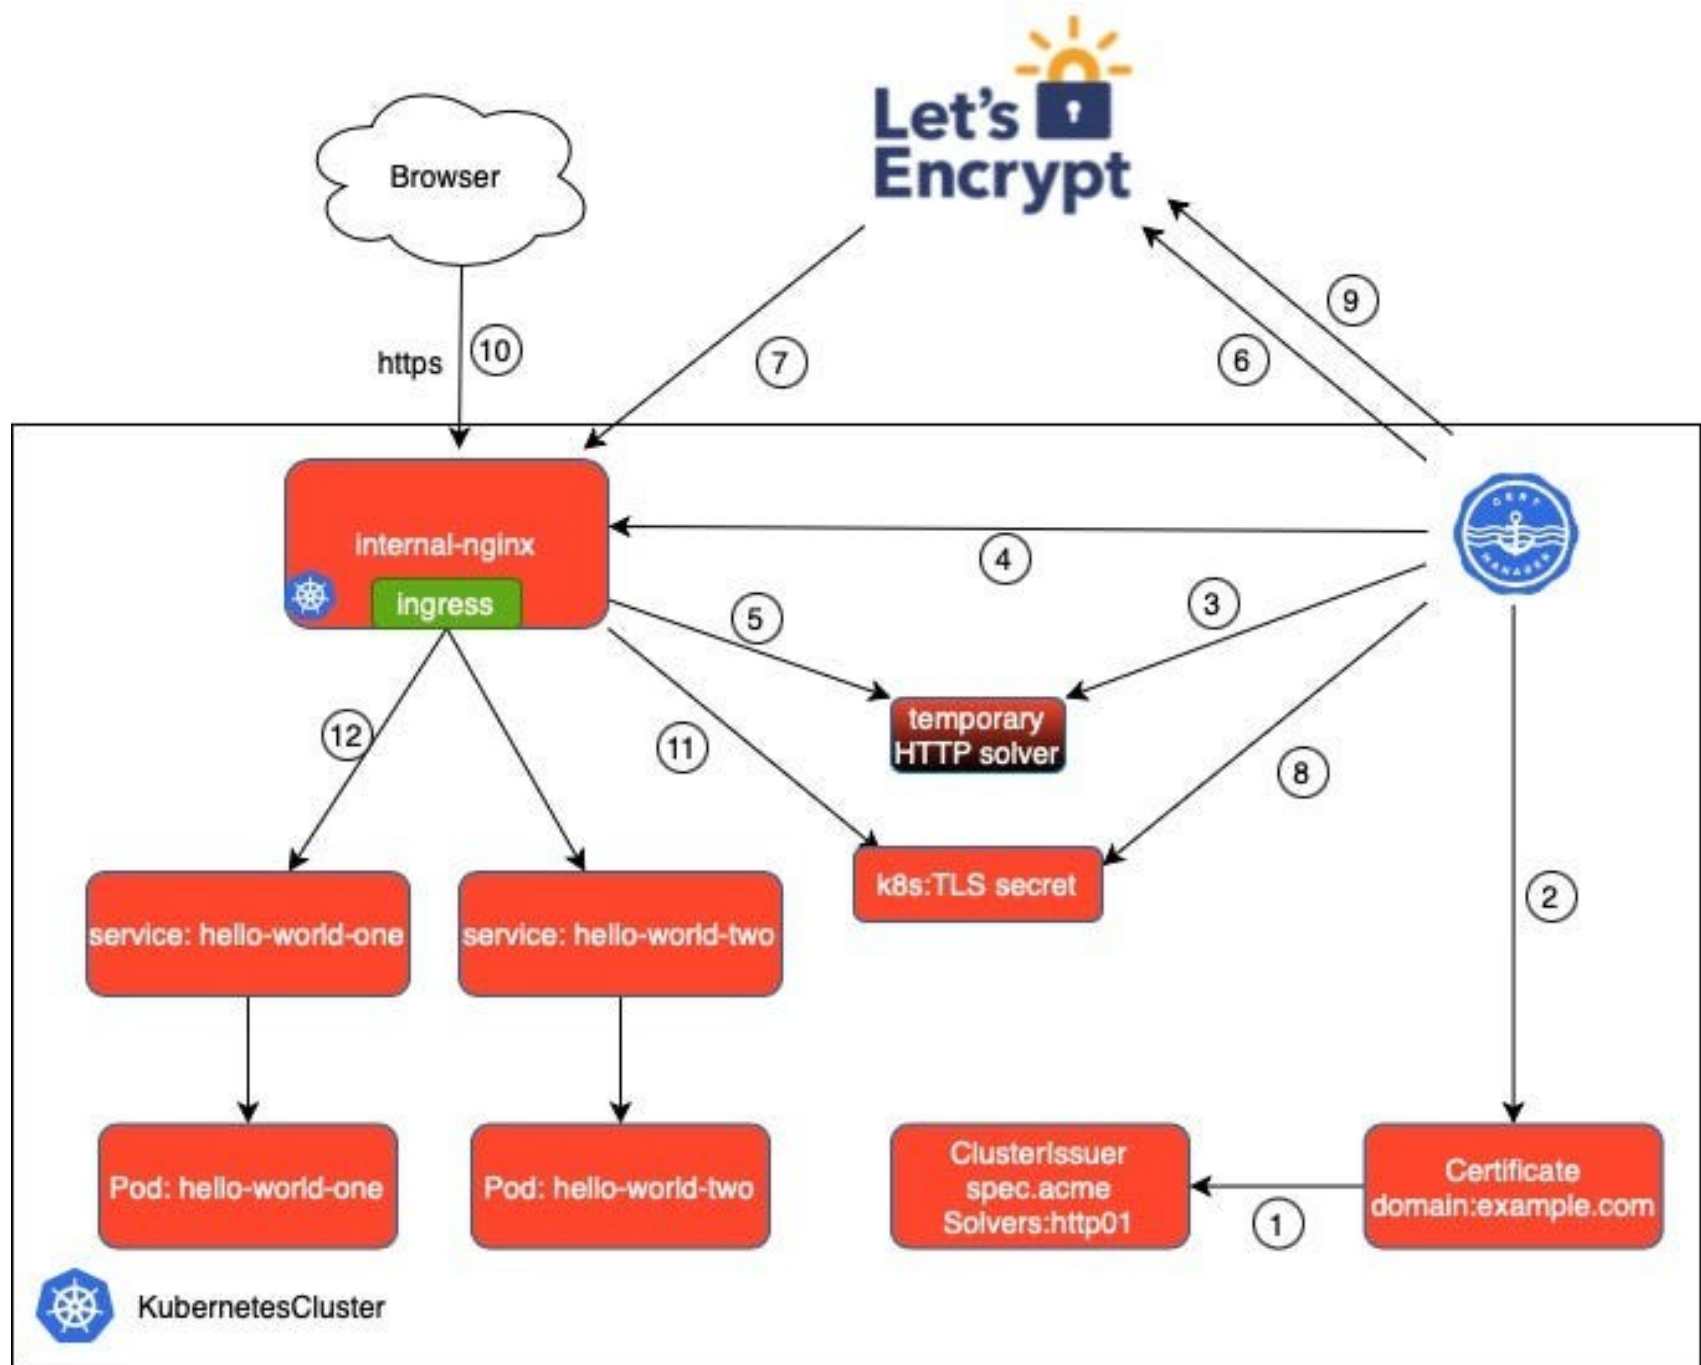 Let's
Encrypt
Browser
9
6
https
10
7
internal-nginx
ingress
4
CERT
MANAGER
5
3
temporary
HTTP solver
12
11
8
k8s:TLS secret
2
service: hello-world-one
service: hello-world-two
ClusterIssuer
spec.acme
Solvers:http01
Certificate
domain:example.com
Pod: hello-world-one
Pod: hello-world-two
1
KubernetesCluster